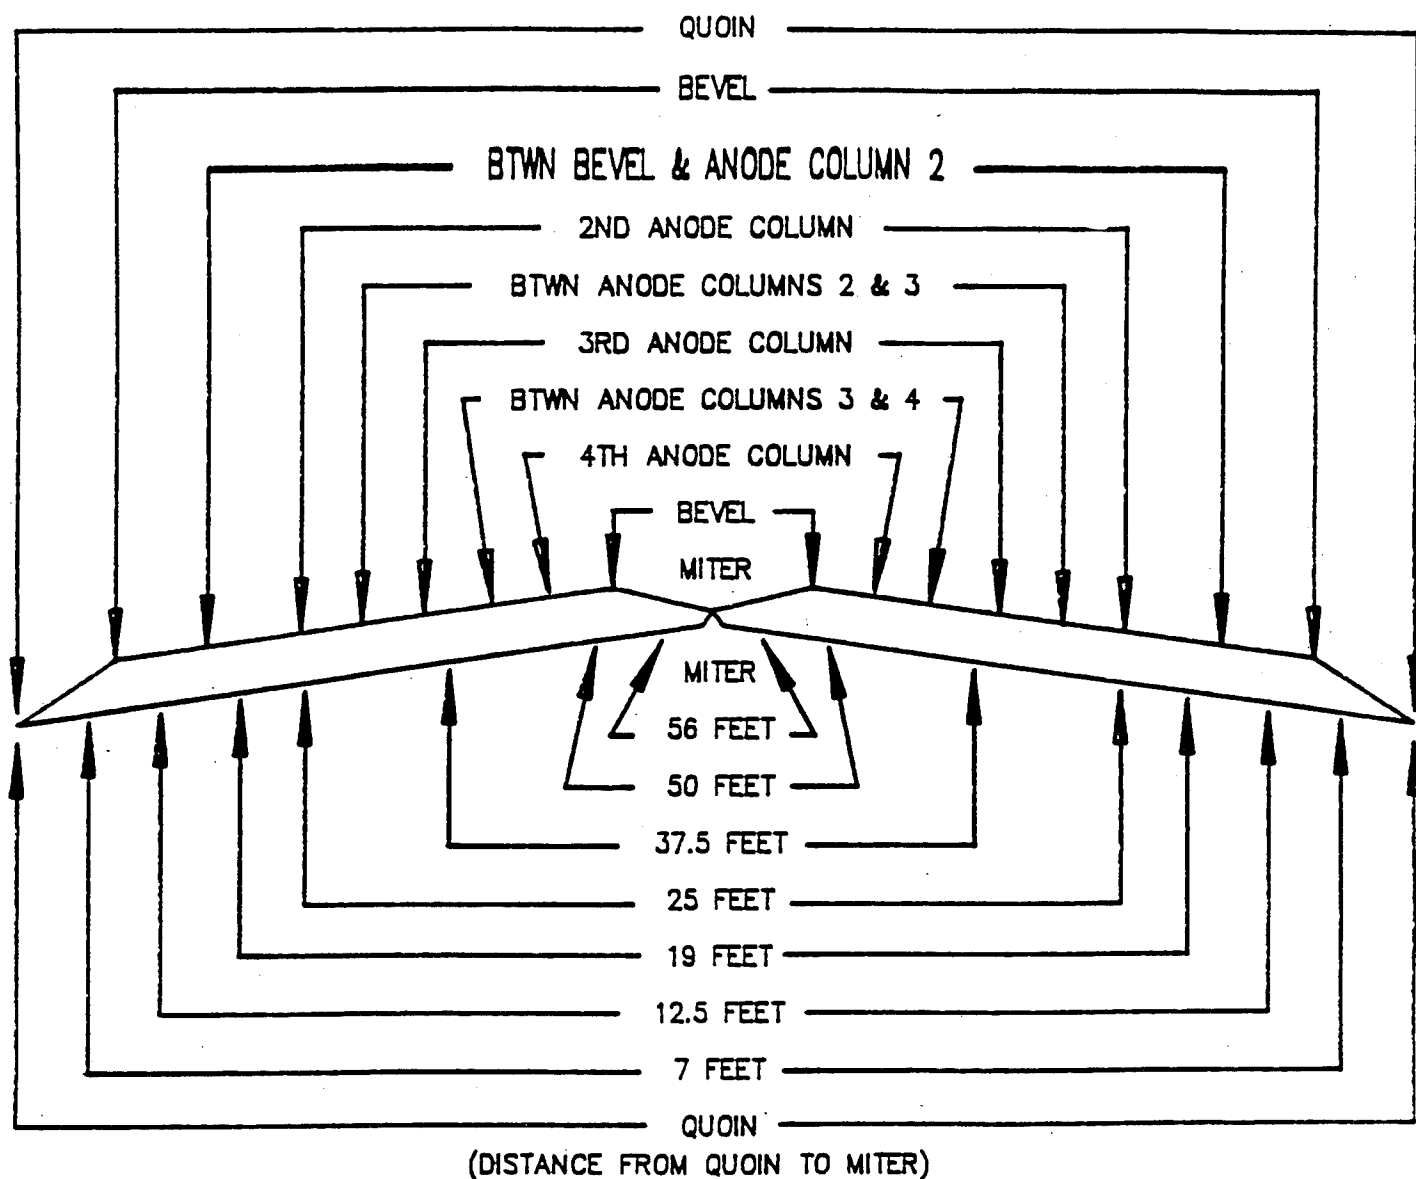 QUOIN
BEVEL
BTWN BEVEL & ANODE COLUMN 2
2ND ANODE COLUMN
BTWN ANODE COLUMNS 2 & 3
3RD ANODE COLUMN
BTWN ANODE COLUMNS 3 & 4
4TH ANODE COLUMN
BEVEL
MITER
MITER
56 FEET
50 FEET
37.5 FEET
25 FEET
19 FEET
12.5 FEET
7 FEET
QUOIN
(DISTANCE FROM QUOIN TO MITER)